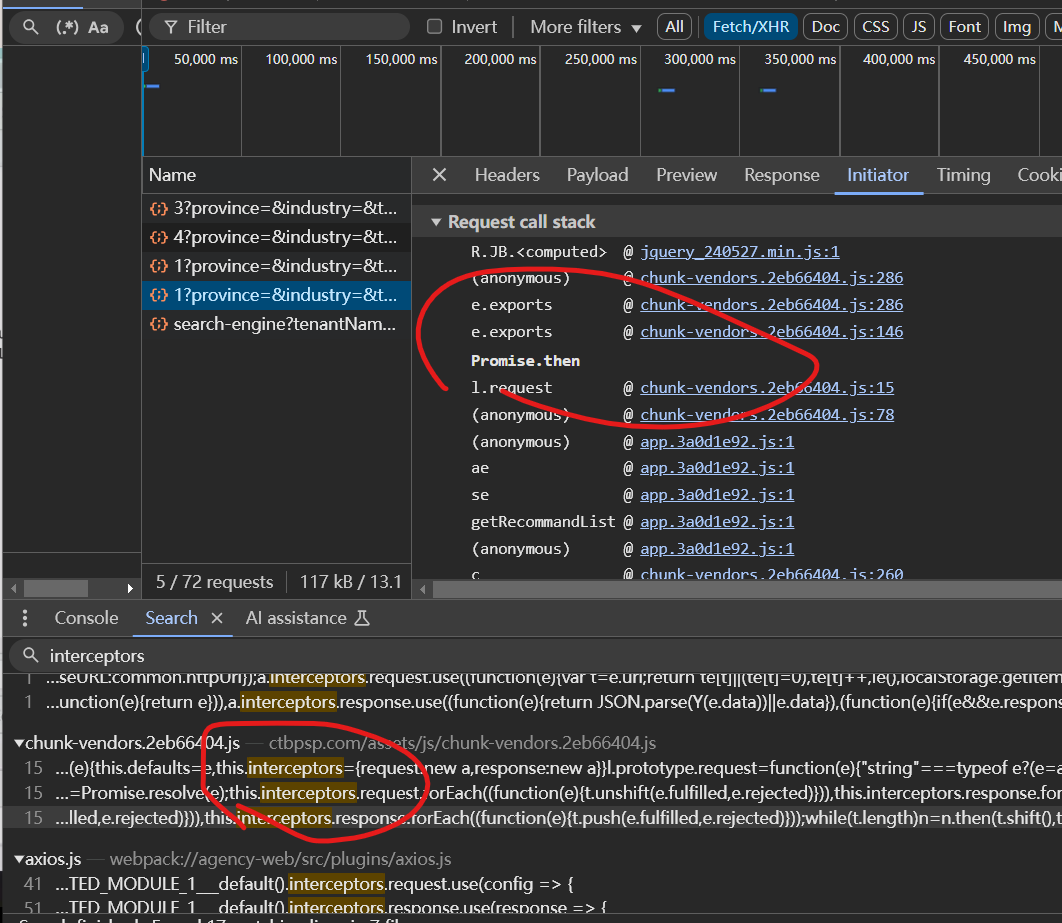 (.*) Aa
Filter Invert More filters All Fetch/XHR Doc CSS JS Font Img
50,000 ms 100,000 ms 150,000 ms 200,000 ms 250,000 ms 300,000 ms 350,000 ms 400,000 ms 450,000 ms
Name
Headers Payload Preview Response Initiator Timing Cooki
3?province=&industry=&t...
4?province=&industry=&t...
1?province=&industry=&t...
1?province=&industry=&t...
search-engine?tenantNam...
Request call stack
R.JB.<computed> @ jquery_240527.min.js:1
(anonymous) @ chunk-vendors.2eb66404.js:286
e.exports @ chunk-vendors.2eb66404.js:286
e.exports @ chunk-vendors.2eb66404.js:146
Promise.then
l.request @ chunk-vendors.2eb66404.js:15
(anonymous) @ chunk-vendors.2eb66404.js:78
(anonymous) @ app.3a0d1e92.js:1
ae @ app.3a0d1e92.js:1
se @ app.3a0d1e92.js:1
getRecommandList @ app.3a0d1e92.js:1
(anonymous) @ app.3a0d1e92.js:1
c @ chunk-vendors.2eb66404.js:260
5 / 72 requests 117 kB / 13.1
Console Search AI assistance
interceptors
1 ...seURL:common.httpUrl});a.interceptors.request.use((function(e){var t=e.url;return te[t]||(te[t]=0),te[t]++,ie(),localStorage.getItem
1 ...unction(e){return e})),a.interceptors.response.use((function(e){return JSON.parse(Y(e.data))||e.data}),(function(e){if(e&&e.respons
chunk-vendors.2eb66404.js — ctbpsp.com/assets/js/chunk-vendors.2eb66404.js
15 ...(e){this.defaults=e,this.interceptors={request:new a,response:new a}}l.prototype.request=function(e){"string"===typeof e?(e=a
15 ...=Promise.resolve(e);this.interceptors.request.forEach((function(e){t.unshift(e.fulfilled,e.rejected)})),this.interceptors.response.for
15 ...lled,e.rejected)})),this.interceptors.response.forEach((function(e){t.push(e.fulfilled,e.rejected)}));while(t.length)n=n.then(t.shift(),t
axios.js — webpack://agency-web/src/plugins/axios.js
41 ...TED_MODULE_1___default().interceptors.request.use(config => {
51 ...TED_MODULE_1___default().interceptors.response.use(response => {